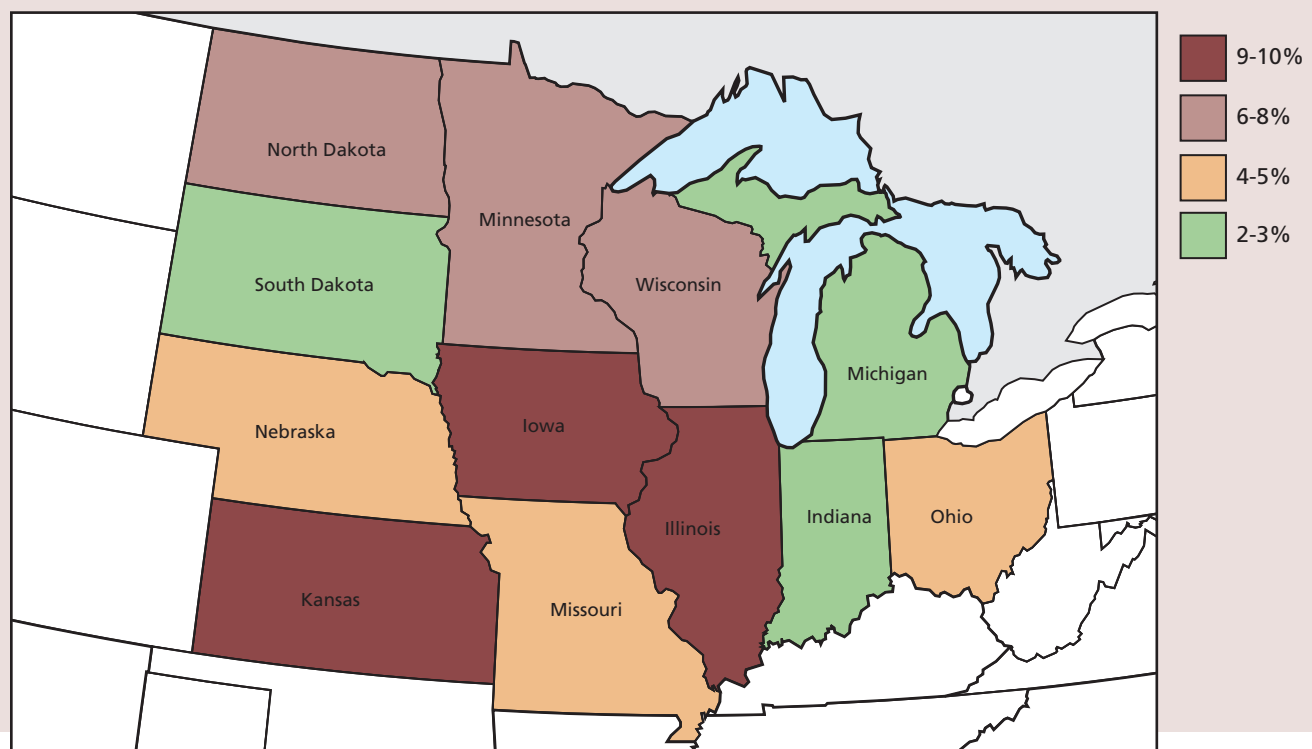 9-10%
6-8%
4-5%
2-3%
North Dakota
Minnesota
South Dakota
Wisconsin
Michigan
Nebraska
Iowa
Illinois
Indiana
Ohio
Kansas
Missouri